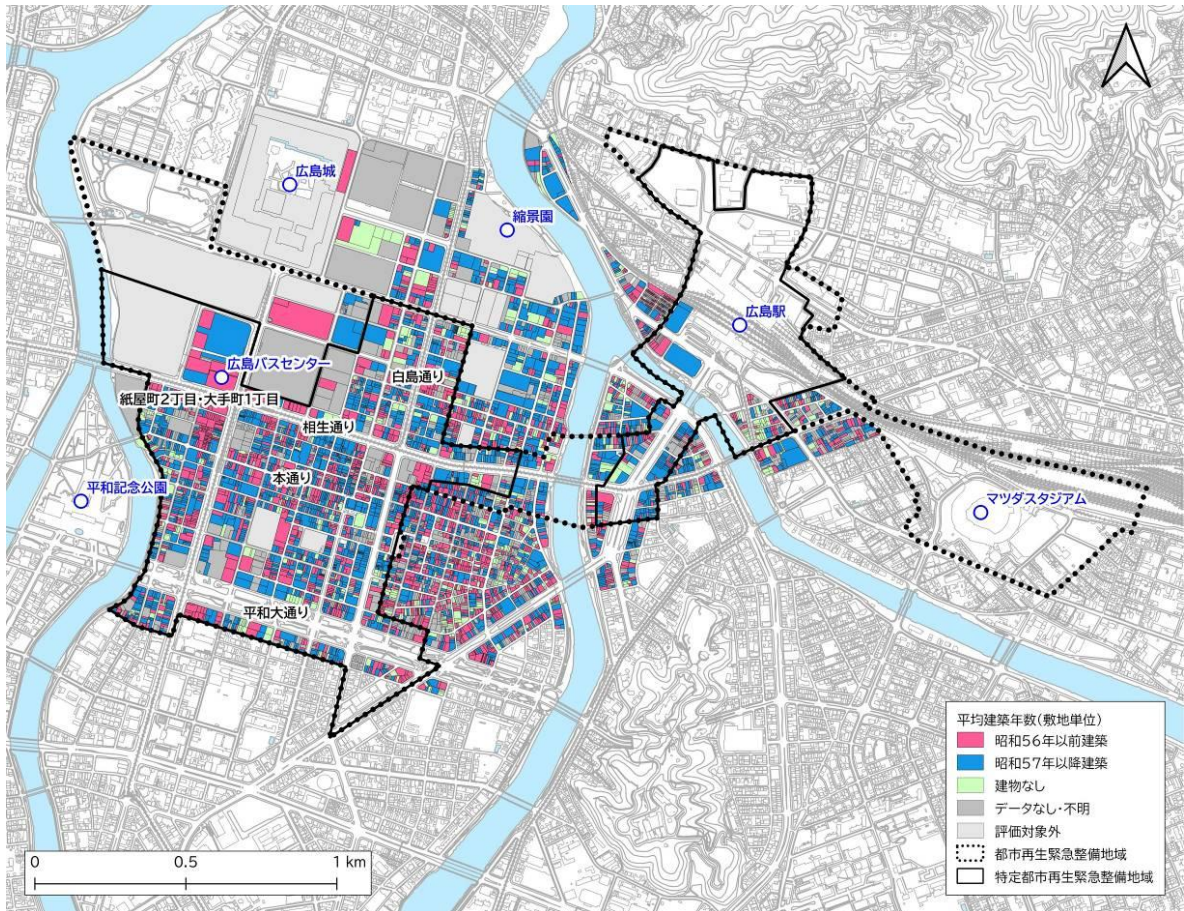 広島城
縮景園
広島駅
広島バスセンター
白島通り
紙屋町2丁目・大手町1丁目
相生通り
本通り
平和記念公園
マツダスタジアム
平和大通り
平均建築年数(敷地単位)
昭和56年以前建築
昭和57年以降建築
建物なし
データなし・不明
評価対象外
都市再生緊急整備地域
特定都市再生緊急整備地域
0 0.5 1 km